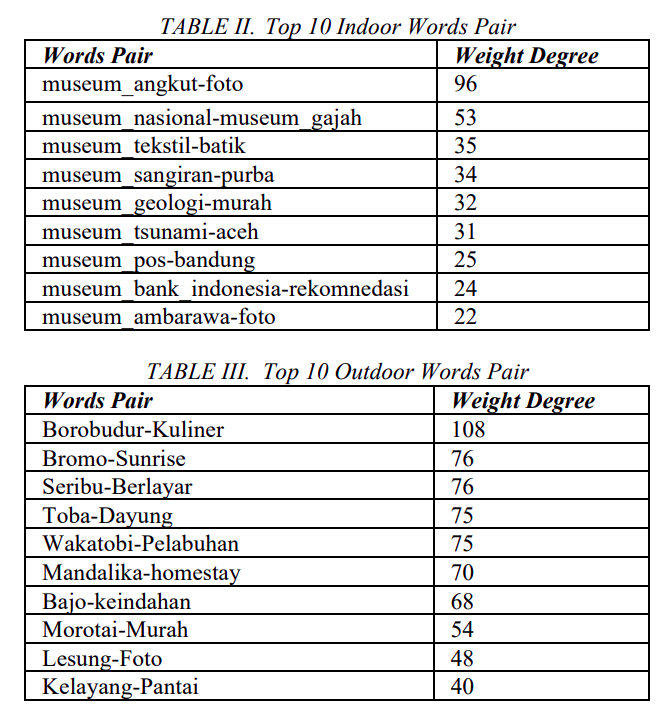 TABLE II. Top 10 Indoor Words Pair
Words Pair Weight Degree
museum_angkut-foto 96
museum_nasional-museum_gajah 53
museum_tekstil-batik 35
museum_sangiran-purba 34
museum_geologi-murah 32
museum_tsunami-aceh 31
museum_pos-bandung 25
museum_bank_indonesia-rekomnedasi 24
museum_ambarawa-foto 22
TABLE III. Top 10 Outdoor Words Pair
Words Pair Weight Degree
Borobudur-Kuliner 108
Bromo-Sunrise 76
Seribu-Berlayar 76
Toba-Dayung 75
Wakatobi-Pelabuhan 75
Mandalika-homestay 70
Bajo-keindahan 68
Morotai-Murah 54
Lesung-Foto 48
Kelayang-Pantai 40